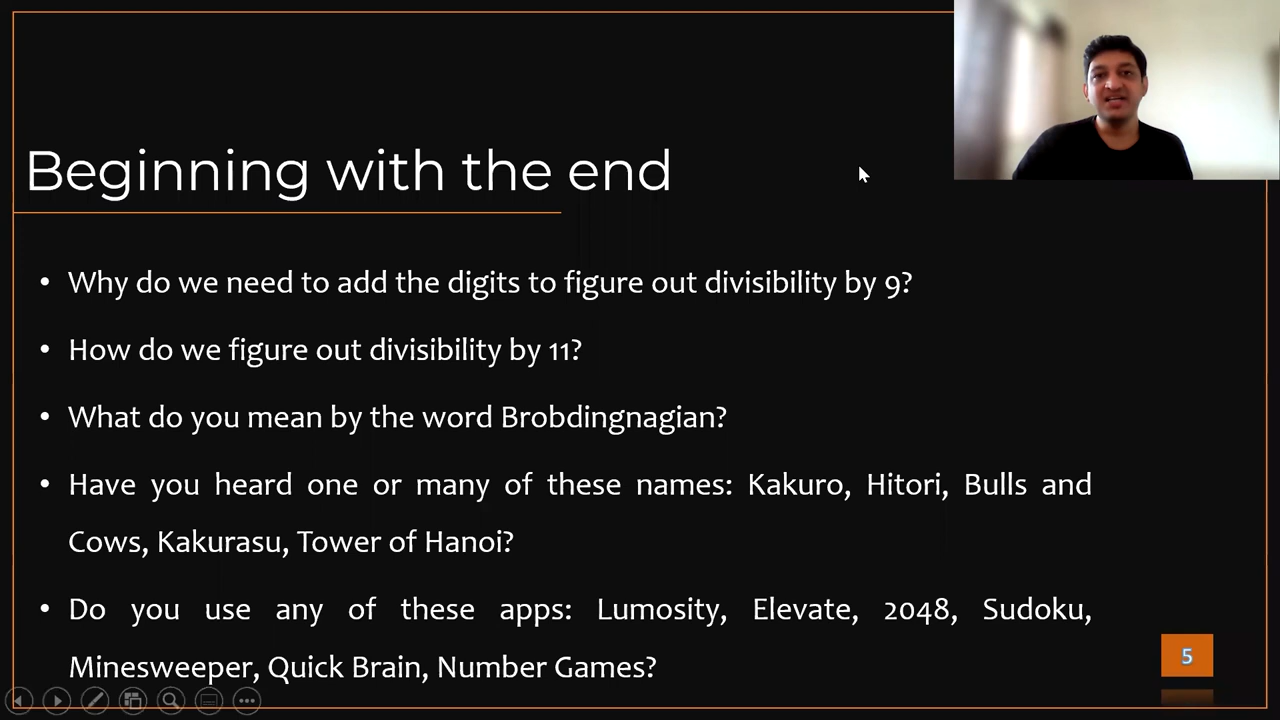 Beginning with the end
• Why do we need to add the digits to figure out divisibility by 9?
• How do we figure out divisibility by 11?
• What do you mean by the word Brobdingnagian?
• Have you heard one or many of these names: Kakuro, Hitori, Bulls and
Cows, Kakurasu, Tower of Hanoi?
• Do you use any of these apps: Lumosity, Elevate, 2048, Sudoku,
Minesweeper, Quick Brain, Number Games?
5